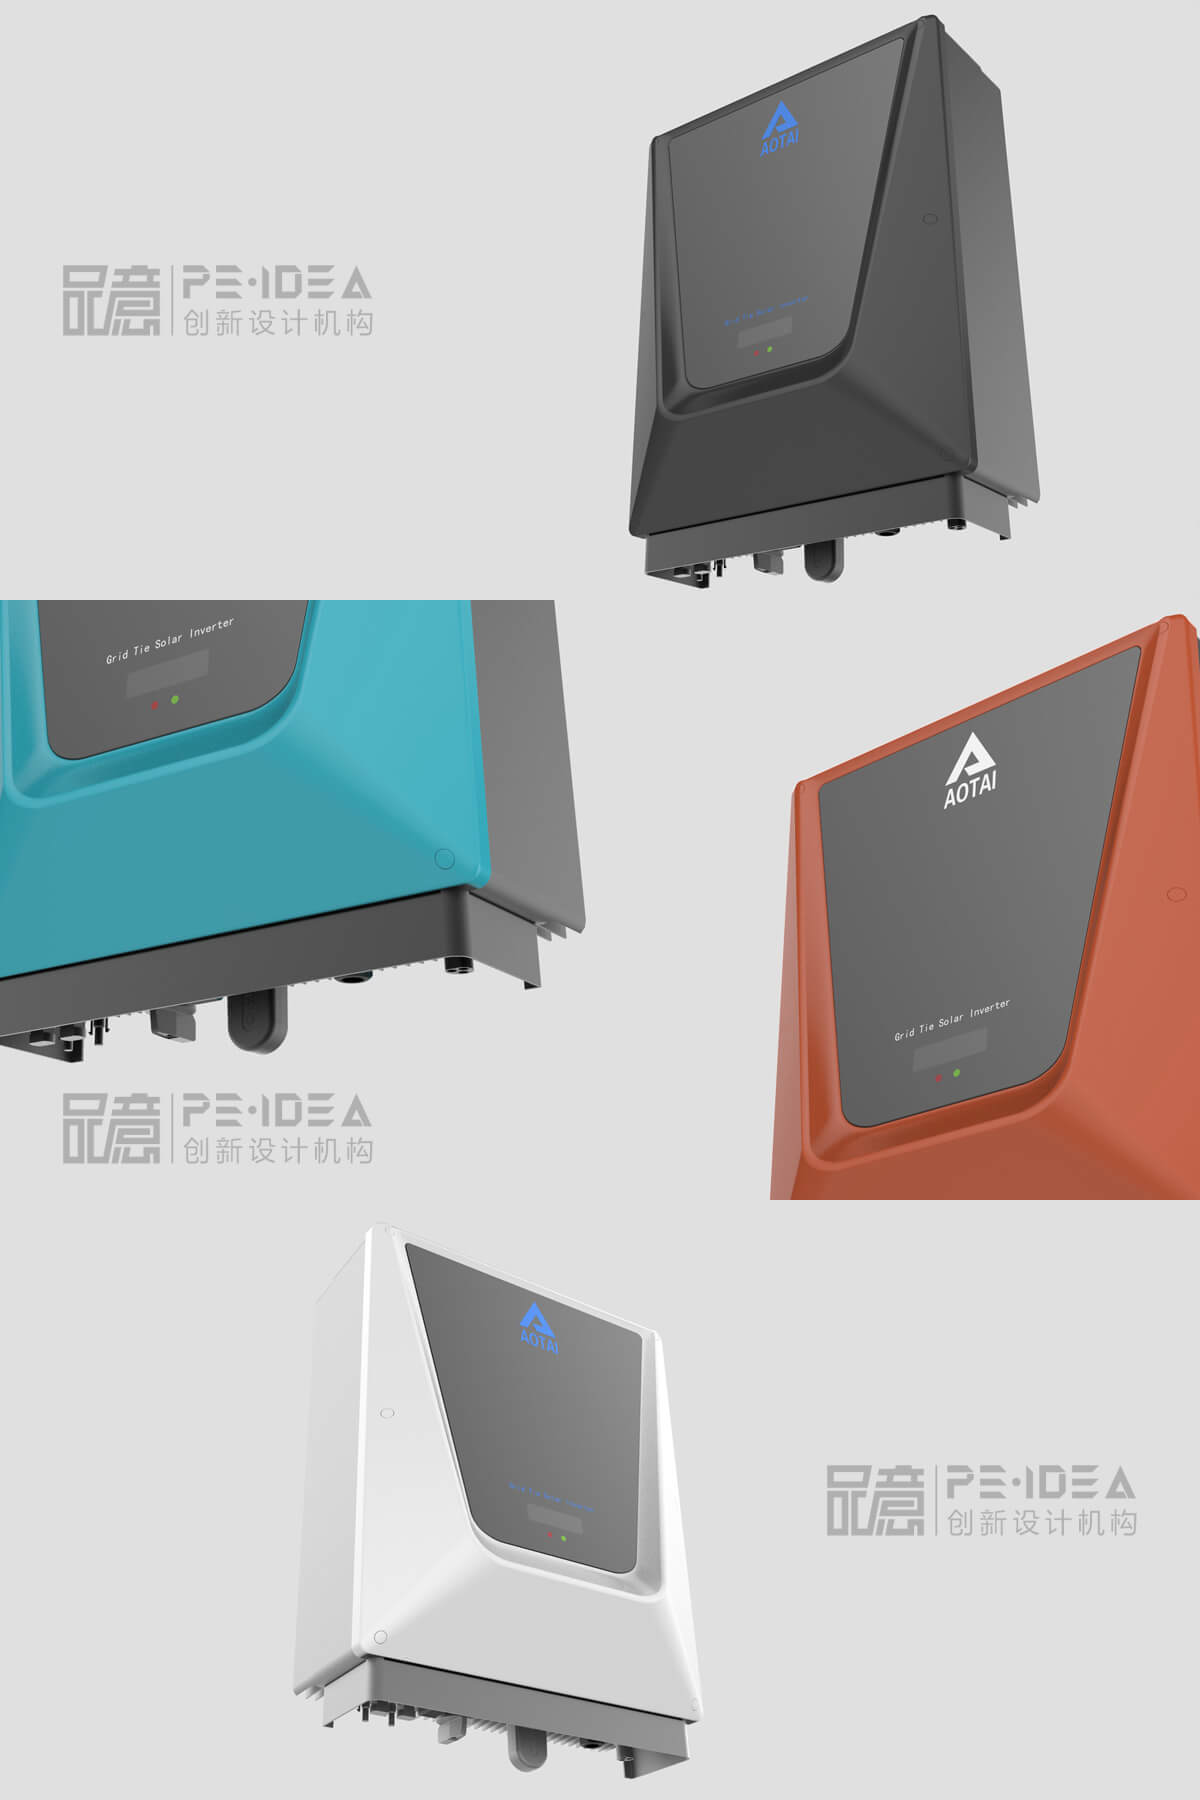 AOTAI
品意
PE·IDEA
创新设计机构
Grid Tie Solar Inverter
Grid Tie Solar Inverter
AOTAI
Grid Tie Solar Inverter
品意
PE·IDEA
创新设计机构
AOTAI
Grid Tie Solar Inverter
品意
PE·IDEA
创新设计机构